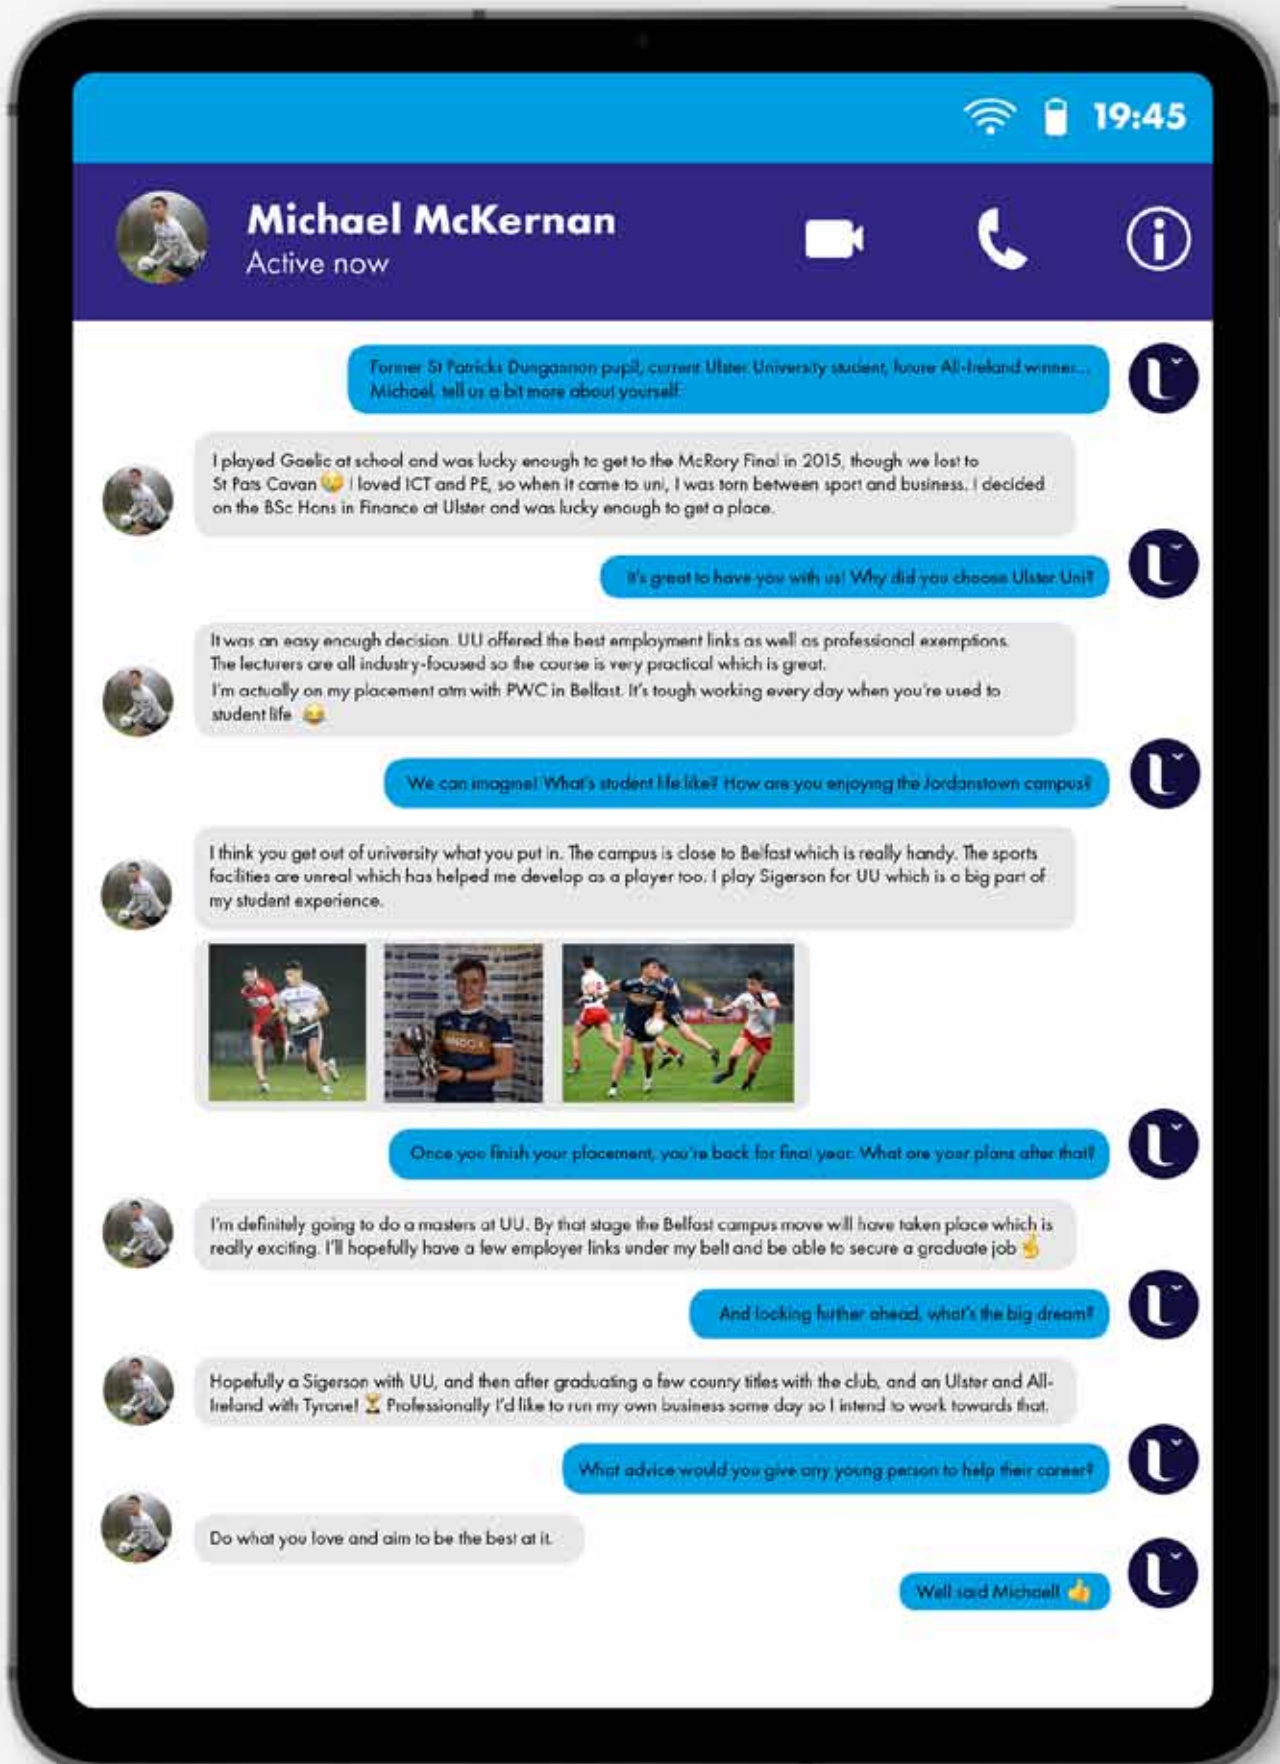 19:45
Michael McKernan
Active now
Former St Patricks Dungannon pupil, current Ulster University student, future All-Ireland winner...
Michael, tell us a bit more about yourself.
I played Gaelic at school and was lucky enough to get to the McRory Final in 2015, though we lost to
St Pats Cavan 😢 I loved ICT and PE, so when it came to uni, I was torn between sport and business. I decided
on the BSc Hons in Finance at Ulster and was lucky enough to get a place.
It's great to have you with us! Why did you choose Ulster Uni?
It was an easy enough decision. UU offered the best employment links as well as professional exemptions.
The lecturers are all industry-focused so the course is very practical which is great.
I'm actually on my placement atm with PWC in Belfast. It's tough working every day when you're used to
student life 😂
We can imagine! What's student life like? How are you enjoying the Jordanstown campus?
I think you get out of university what you put in. The campus is close to Belfast which is really handy. The sports
facilities are unreal which has helped me develop as a player too. I play Sigerson for UU which is a big part of
my student experience.
Once you finish your placement, you're back for final year. What are your plans after that?
I'm definitely going to do a masters at UU. By that stage the Belfast campus move will have taken place which is
really exciting. I'll hopefully have a few employer links under my belt and be able to secure a graduate job 🤞
And looking further ahead, what's the big dream?
Hopefully a Sigerson with UU, and then after graduating a few county titles with the club, and an Ulster and All-
Ireland with Tyrone! ⏳ Professionally I'd like to run my own business some day so I intend to work towards that.
What advice would you give any young person to help their career?
Do what you love and aim to be the best at it.
Well said Michael! 👍